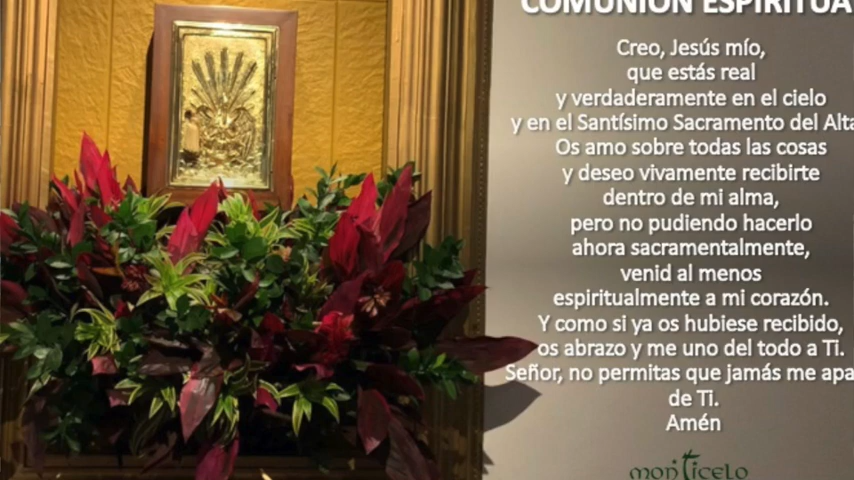 COMUNIÓN ESPIRITUA
Creo, Jesús mío,
que estás real
y verdaderamente en el cielo
y en el Santísimo Sacramento del Alta
Os amo sobre todas las cosas
y deseo vivamente recibirte
dentro de mi alma,
pero no pudiendo hacerlo
ahora sacramentalmente,
venid al menos
espiritualmente a mi corazón.
Y como si ya os hubiese recibido,
os abrazo y me uno del todo a Ti.
Señor, no permitas que jamás me apa
de Ti.
Amén
monticelo